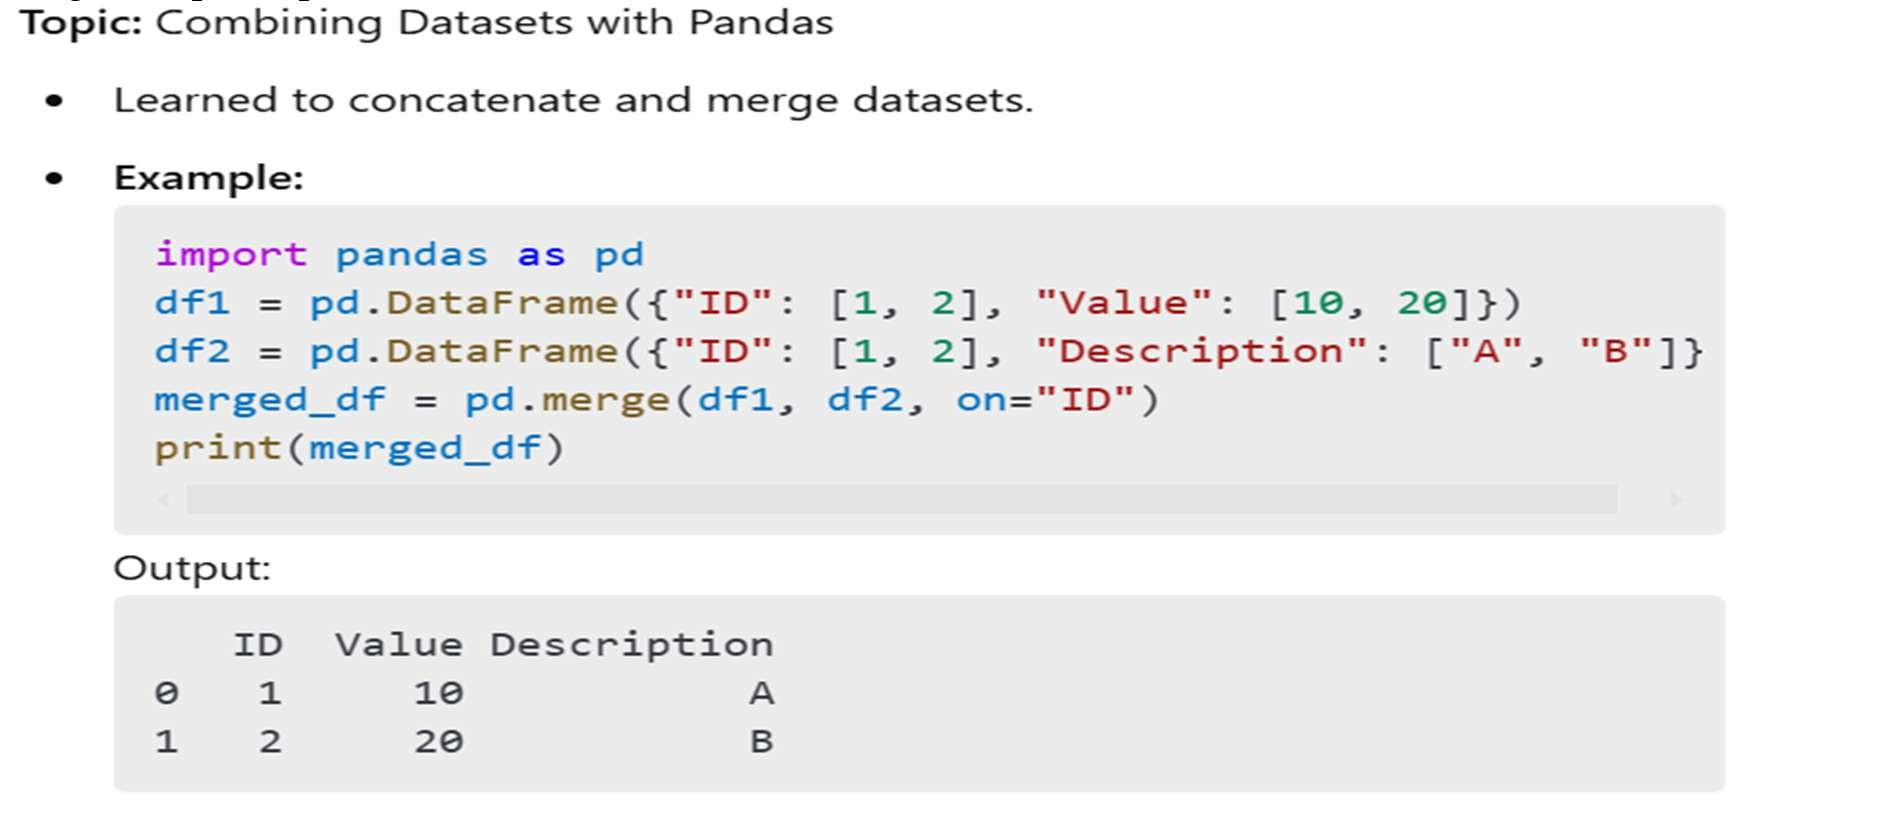 Topic: Combining Datasets with Pandas
• Learned to concatenate and merge datasets.
• Example:
import pandas as pd
df1 = pd.DataFrame({"ID": [1, 2], "Value": [10, 20]})
df2 = pd.DataFrame({"ID": [1, 2], "Description": ["A", "B"]}
merged_df = pd.merge(df1, df2, on="ID")
print(merged_df)
Output:
ID Value Description
0 1 10 A
1 2 20 B